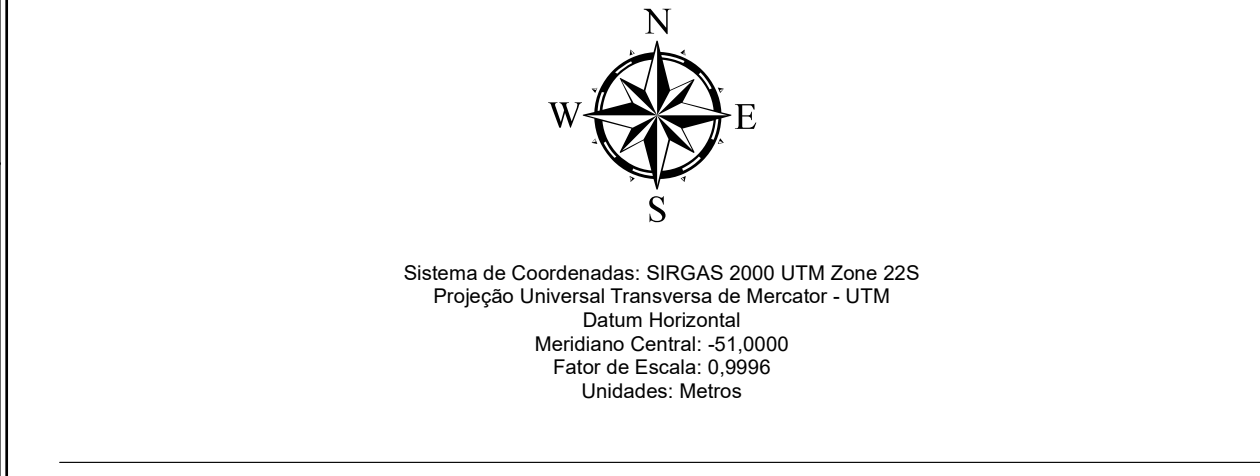 N
W E
S
Sistema de Coordenadas: SIRGAS 2000 UTM Zone 22S
Projeção Universal Transversa de Mercator - UTM
Datum Horizontal
Meridiano Central: -51,0000
Fator de Escala: 0,9996
Unidades: Metros